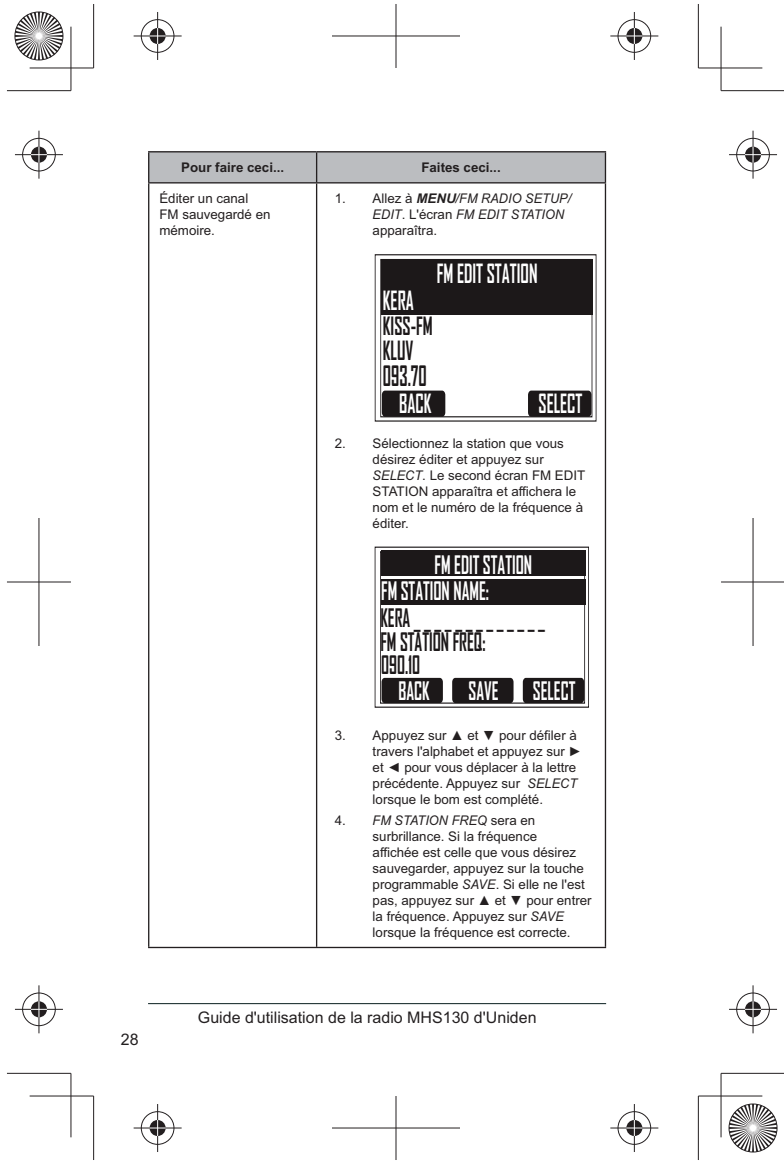 Pour faire ceci...
Faites ceci...
Éditer un canal
FM sauvegardé en
mémoire.
1. Allez à MENU/FM RADIO SETUP/
EDIT. L'écran FM EDIT STATION
apparaîtra.
FM EDIT STATION
KERA
KISS-FM
KLUV
093.70
BACK SELECT
2. Sélectionnez la station que vous
désirez éditer et appuyez sur
SELECT. Le second écran FM EDIT
STATION apparaîtra et affichera le
nom et le numéro de la fréquence à
éditer.
FM EDIT STATION
FM STATION NAME:
KERA_____________
FM STATION FREQ:
090.10
BACK SAVE SELECT
3. Appuyez sur ▲ et ▼ pour défiler à
travers l'alphabet et appuyez sur ►
et ◄ pour vous déplacer à la lettre
précédente. Appuyez sur SELECT
lorsque le bom est complété.
4. FM STATION FREQ sera en
surbrillance. Si la fréquence
affichée est celle que vous désirez
sauvegarder, appuyez sur la touche
programmable SAVE. Si elle ne l'est
pas, appuyez sur ▲ et ▼ pour entrer
la fréquence. Appuyez sur SAVE
lorsque la fréquence est correcte.
Guide d'utilisation de la radio MHS130 d'Uniden
28